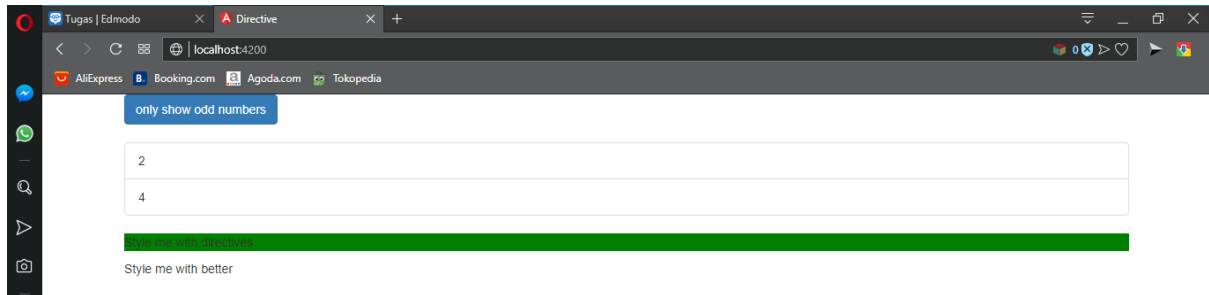 Tugas | Edmodo
Directive
localhost:4200
0
AliExpress B. Booking.com a Agoda.com Tokopedia
only show odd numbers
2
4
Style me with directives
Style me with better